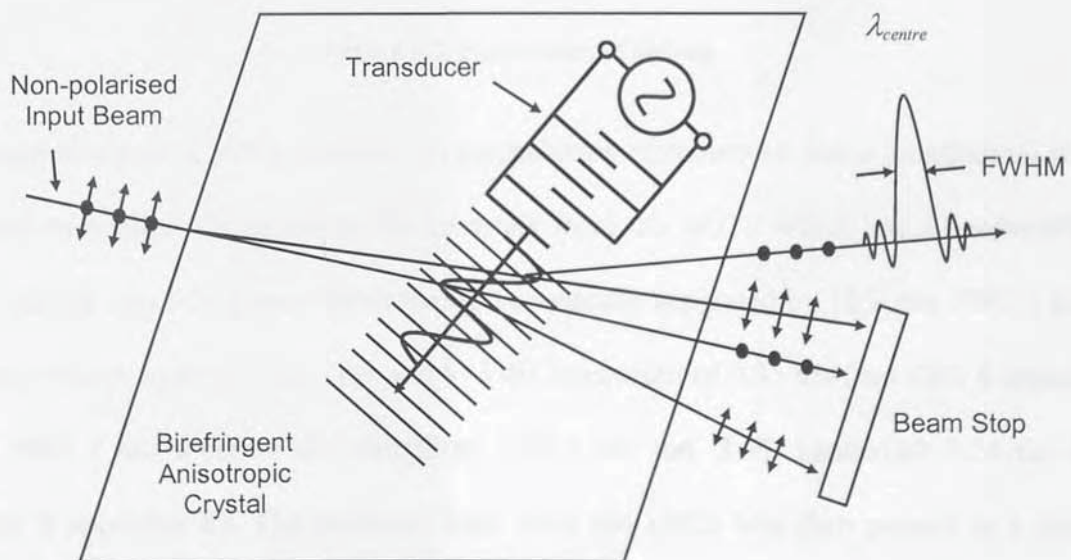 λcentre
Transducer
Non-polarised
Input Beam
FWHM
Beam Stop
Birefringent
Anisotropic
Crystal